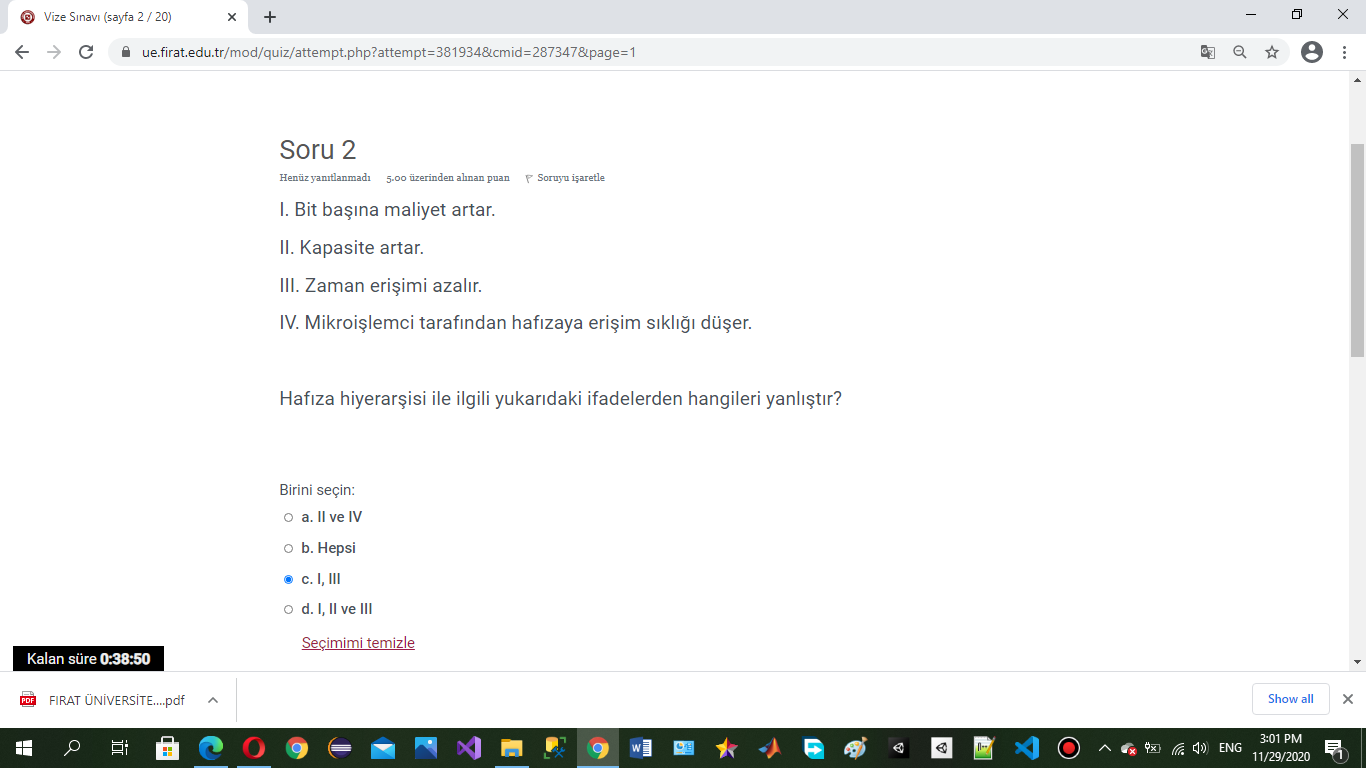 Vize Sınavı (sayfa 2 / 20)
ue.firat.edu.tr/mod/quiz/attempt.php?attempt=381934&cmid=287347&page=1
Soru 2
Henüz yanıtlanmadı 5,00 üzerinden alınan puan Soruyu işaretle
I. Bit başına maliyet artar.
II. Kapasite artar.
III. Zaman erişimi azalır.
IV. Mikroişlemci tarafından hafızaya erişim sıklığı düşer.
Hafıza hiyerarşisi ile ilgili yukarıdaki ifadelerden hangileri yanlıştır?
Birini seçin:
a. II ve IV
b. Hepsi
c. I, III
d. I, II ve III
Seçimimi temizle
Kalan süre 0:38:50
FIRAT ÜNİVERSİTE....pdf
Show all
ENG
3:01 PM
11/29/2020
1